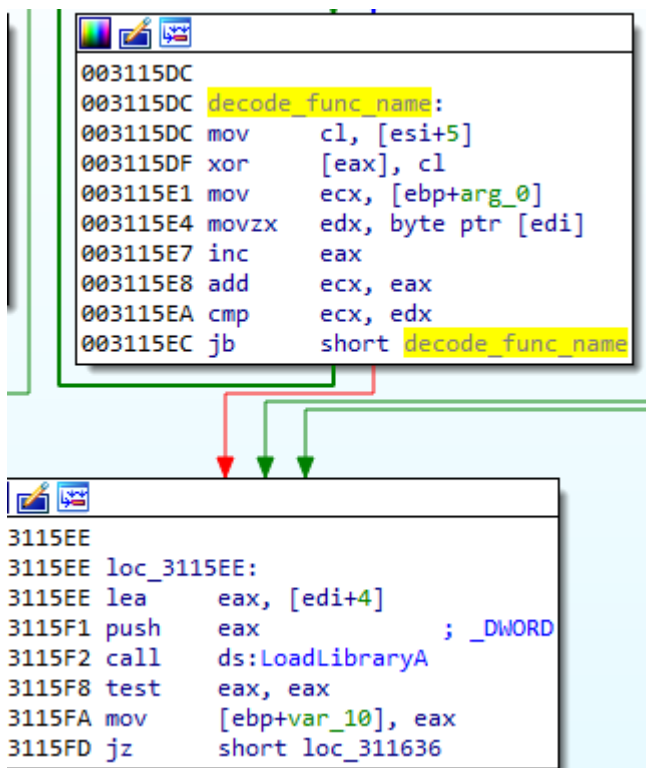 003115DC
003115DC decode_func_name:
003115DC mov cl, [esi+5]
003115DF xor [eax], cl
003115E1 mov ecx, [ebp+arg_0]
003115E4 movzx edx, byte ptr [edi]
003115E7 inc eax
003115E8 add ecx, eax
003115EA cmp ecx, edx
003115EC jb short decode_func_name
3115EE
3115EE loc_3115EE:
3115EE lea eax, [edi+4]
3115F1 push eax ; _DWORD
3115F2 call ds:LoadLibraryA
3115F8 test eax, eax
3115FA mov [ebp+var_10], eax
3115FD jz short loc_311636